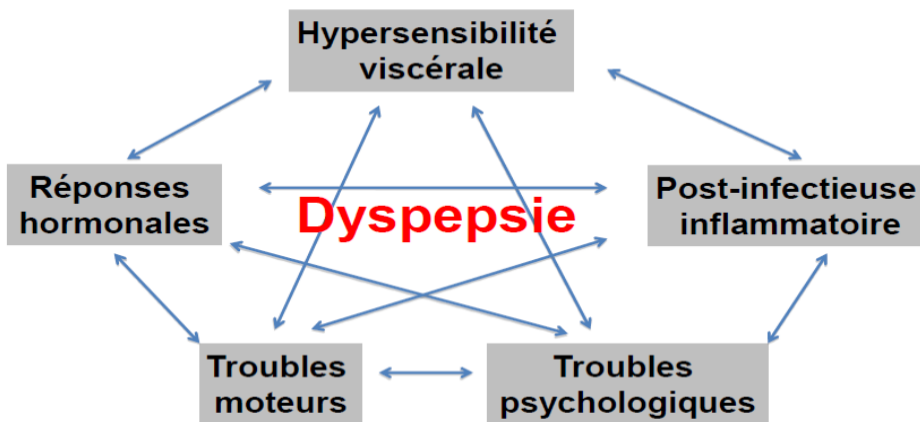 Hypersensibilité
viscérale
Réponses
hormonales
Dyspepsie
Post-infectieuse
inflammatoire
Troubles
moteurs
Troubles
psychologiques